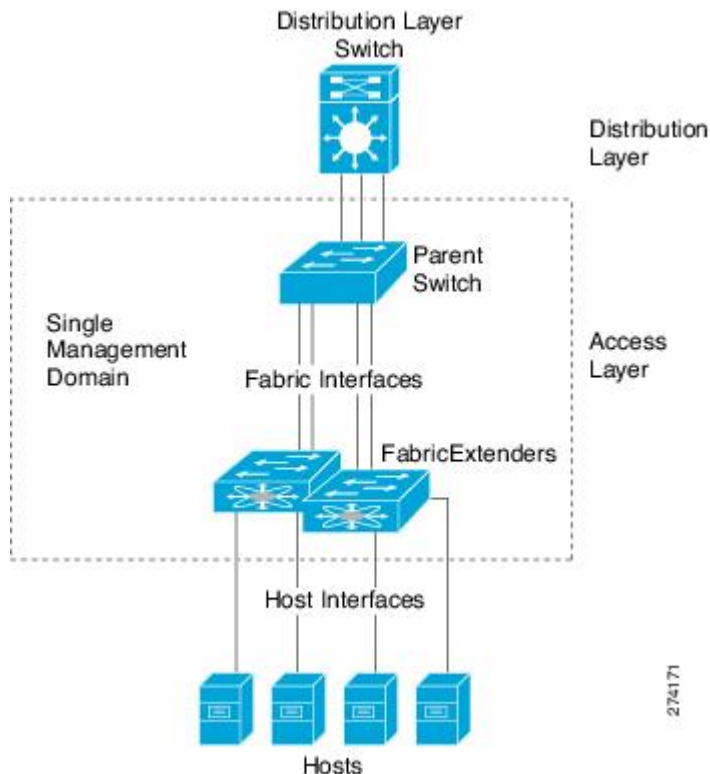 Distribution Layer
Switch
Distribution
Layer
Parent
Switch
Single
Management
Domain
Access
Layer
Fabric Interfaces
FabricExtenders
Host Interfaces
274171
Hosts